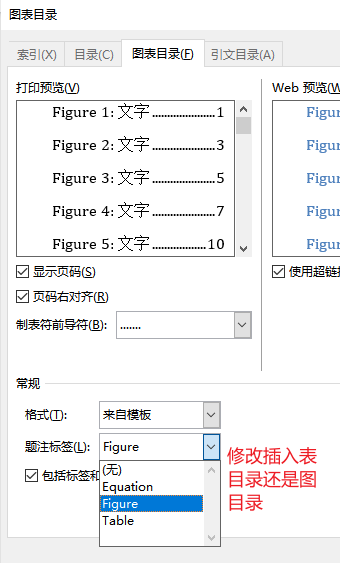 图表目录
索引(X) 目录(C) 图表目录(F) 引文目录(A)
打印预览(V)
Web 预览(W
Figure 1: 文字.....................1
Figure 2: 文字.....................3
Figure 3: 文字.....................5
Figure 4: 文字.....................7
Figure 5: 文字..................10
Figu
Figu
Figu
Figu
Figu
显示页码(S)
使用超链
页码右对齐(R)
制表符前导符(B): .......
常规
格式(T): 来自模板
题注标签(L): Figure
包括标签和
(无)
Equation
Figure
Table
修改插入表
目录还是图
目录